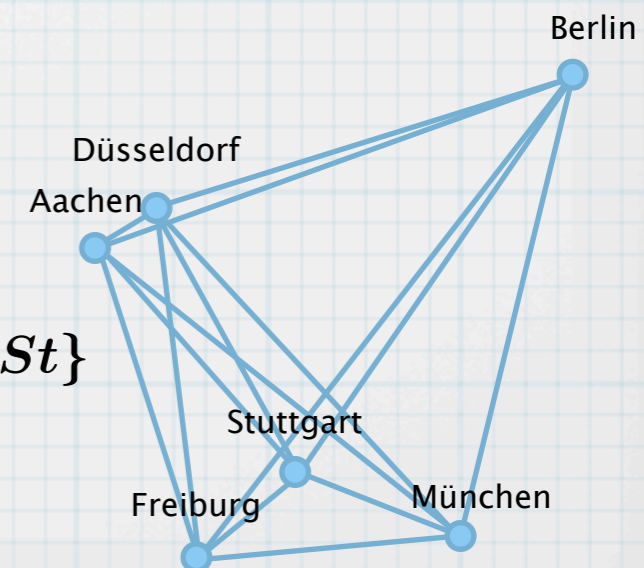 Berlin
Düsseldorf
Aachen
St}
Stuttgart
Freiburg
München